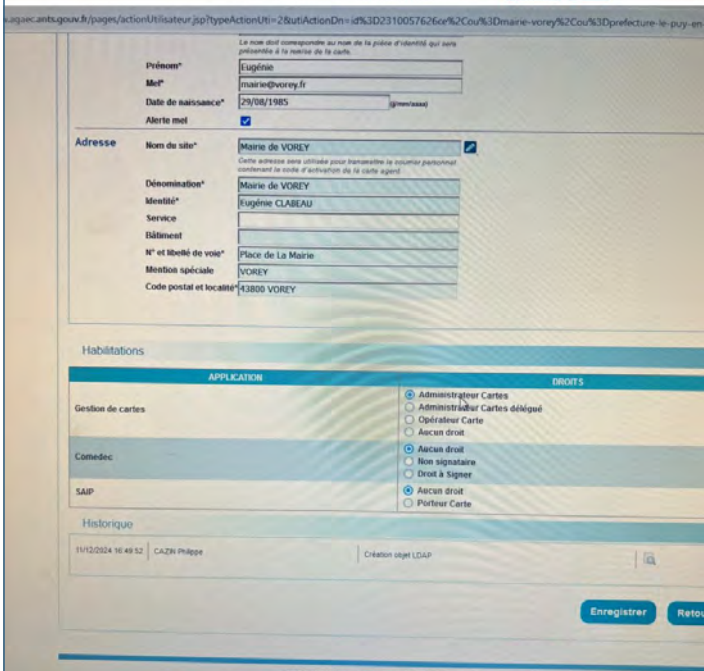 w.agaec.ants.gouv.fr/pages/actionUtilisateur.jsp?typeActionUti=2&utiActionDn=id%3D2310057626ce%2Cou%3Dmairie-vorey%2Cou%3Dprefecture-le-puy-en-
Le nom doit correspondre au nom de la pièce d'identité qui sera
présentée à la remise de la carte.
Prénom* Eugénie
Mel* mairie@vorey.fr
Date de naissance* 29/08/1985 (jj/mm/aaaa)
Alerte mel
Adresse Nom du site* Mairie de VOREY
Cette adresse sera utilisée pour transmettre le courrier personnel
contenant le code d'activation de la carte agent.
Dénomination* Mairie de VOREY
Identité* Eugénie CLABEAU
Service
Bâtiment
N° et libellé de voie* Place de La Mairie
Mention spéciale VOREY
Code postal et localité* 43800 VOREY
Habilitations
APPLICATION DROITS
Gestion de cartes
Administrateur Cartes
Administrateur Cartes délégué
Opérateur Carte
Aucun droit
Comedec
Aucun droit
Non signataire
Droit à Signer
SAIP
Aucun droit
Porteur Carte
Historique
11/12/2024 16:49:52 CAZIN Philippe Création objet LDAP
Enregistrer Retou